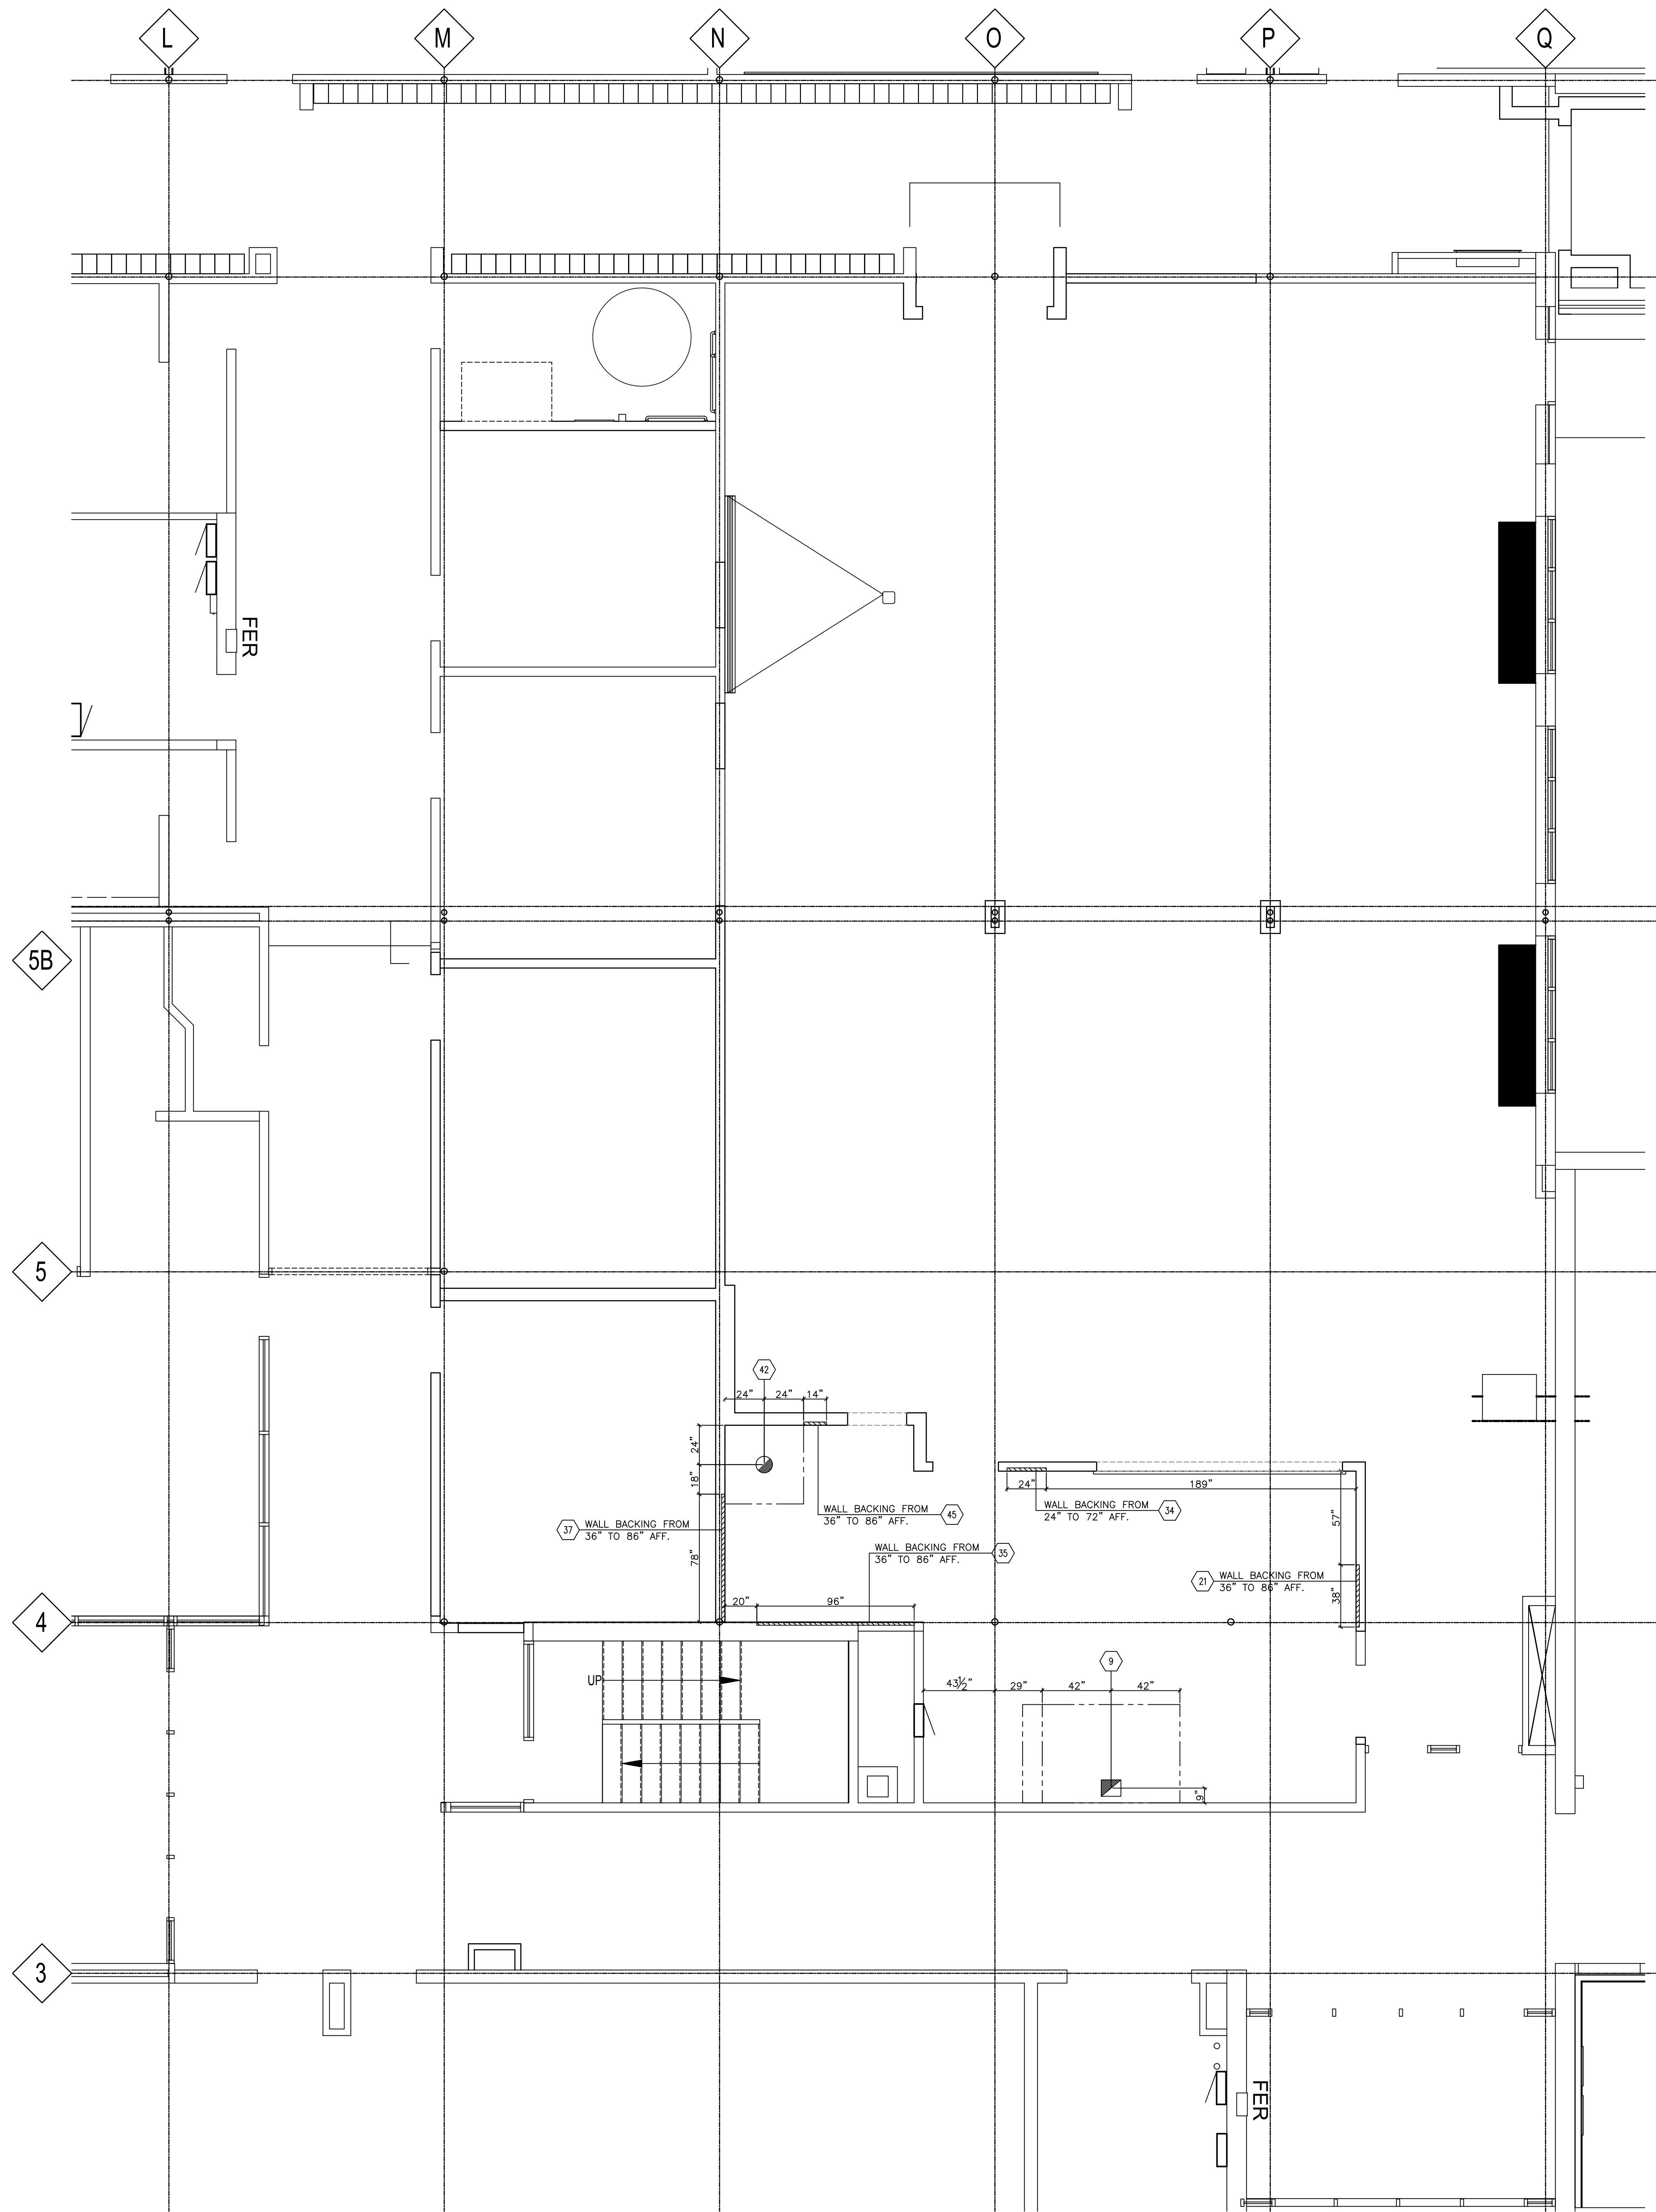 L
M
N
O
P
Q
FER
5B
5
42
24" 24" 14"
24"
18"
78"
24" 189"
WALL BACKING FROM
36" TO 86" AFF.
45
WALL BACKING FROM
24" TO 72" AFF.
34
57"
37
WALL BACKING FROM
36" TO 86" AFF.
WALL BACKING FROM
36" TO 86" AFF.
35
21
WALL BACKING FROM
36" TO 86" AFF.
38"
20" 96"
4
9
UP
43½" 29" 42" 42"
9"
3
FER